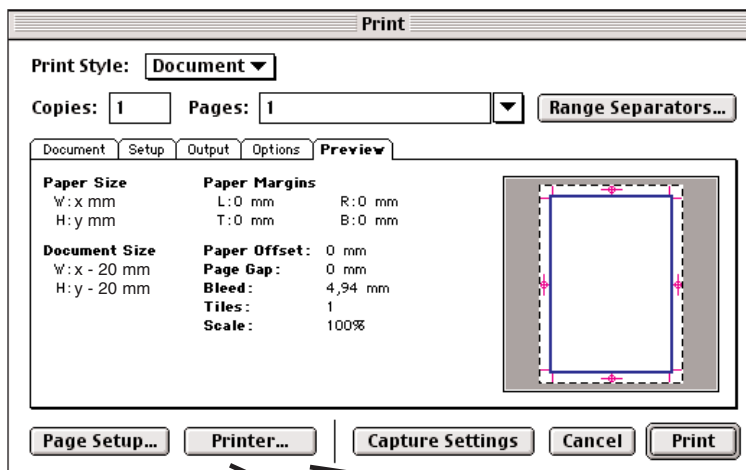 Print
Print Style: Document
Copies: 1 Pages: 1 Range Separators...
Document Setup Output Options Preview
Paper Size Paper Margins
W: x mm L: 0 mm R: 0 mm
H: y mm T: 0 mm B: 0 mm
Document Size Paper Offset: 0 mm
W: x - 20 mm Page Gap: 0 mm
H: y - 20 mm Bleed: 4,94 mm
Tiles: 1
Scale: 100%
Page Setup... Printer... Capture Settings Cancel Print